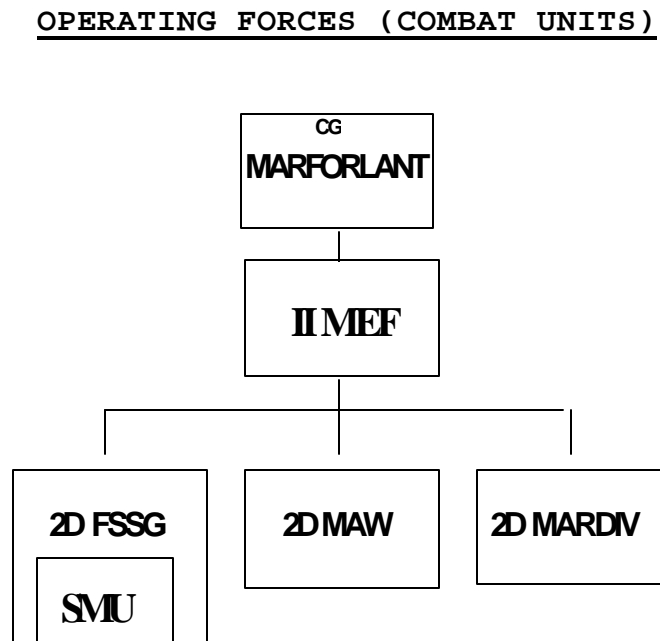 OPERATING FORCES (COMBAT UNITS)
CG
MARFORLANT
II MEF
2D FSSG
2D MAW
2D MARDIV
SMU